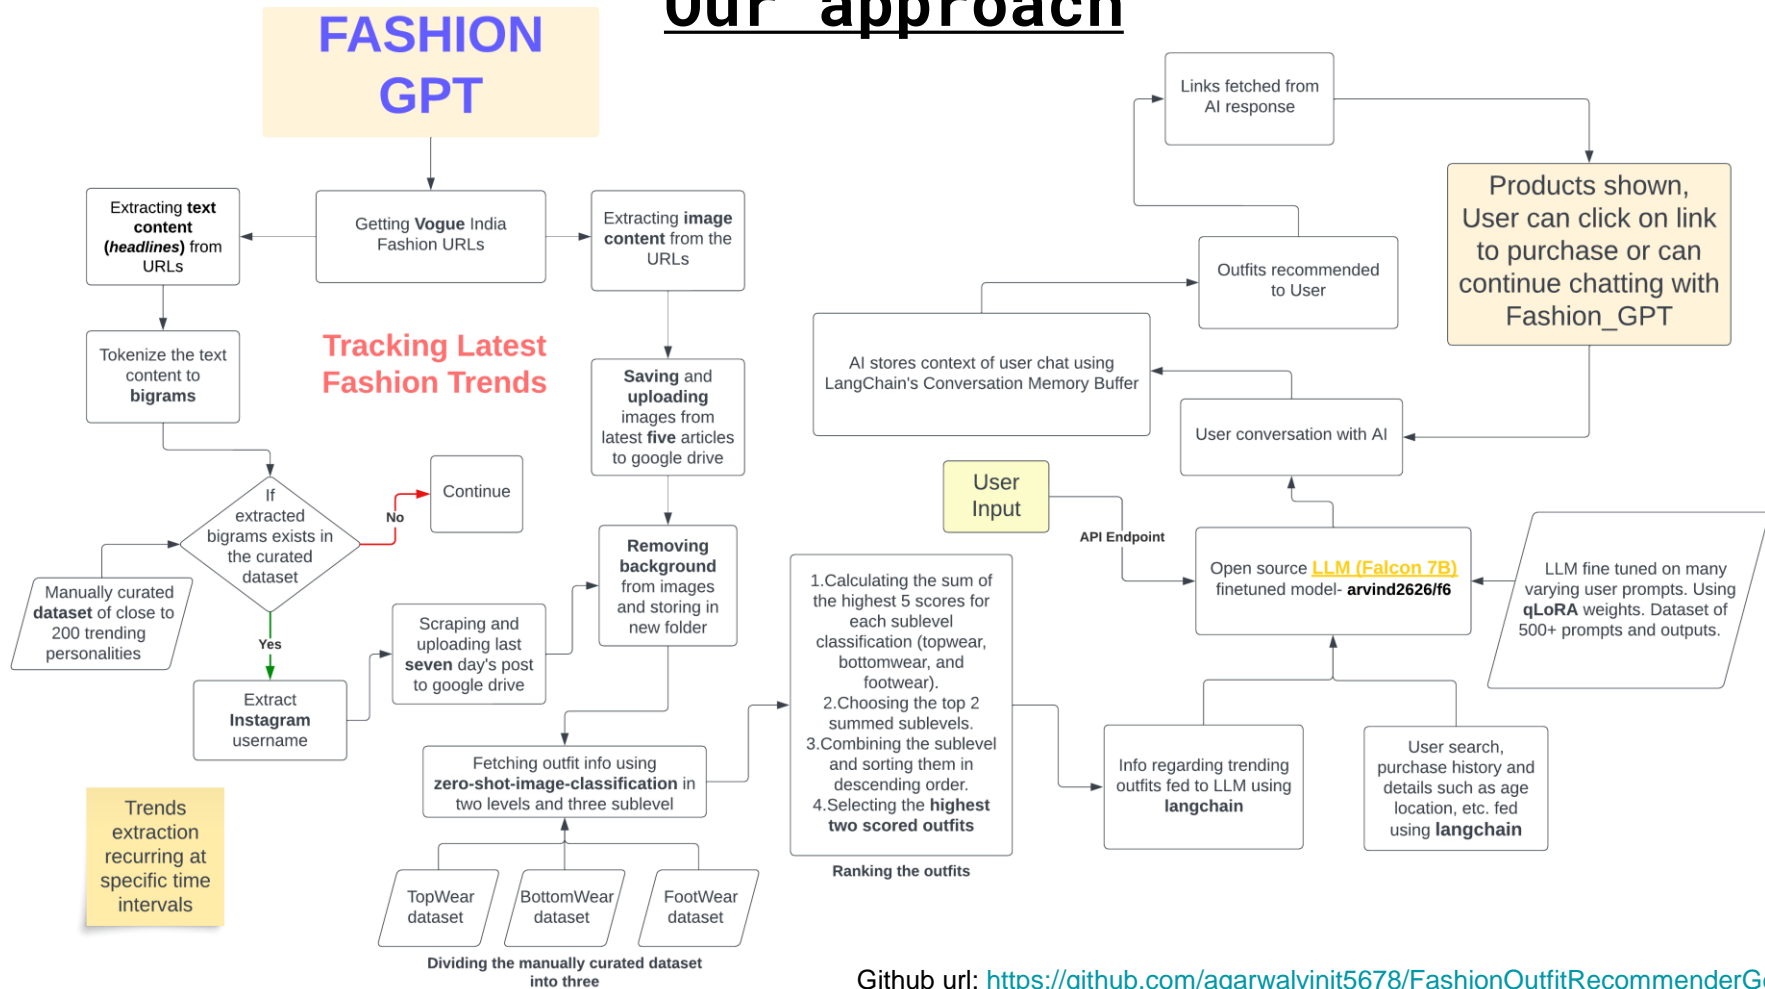 Our approach
FASHION
GPT
Extracting text
content
(headlines) from
URLs
Getting Vogue India
Fashion URLs
Extracting image
content from the
URLs
Tokenize the text
content to
bigrams
Tracking Latest
Fashion Trends
Saving and
uploading
images from
latest five articles
to google drive
If
extracted
bigrams exists in
the curated
dataset
No
Continue
Manually curated
dataset of close to
200 trending
personalities
Yes
Extract
Instagram
username
Scraping and
uploading last
seven day's post
to google drive
Removing
background
from images
and storing in
new folder
Fetching outfit info using
zero-shot-image-classification in
two levels and three sublevel
TopWear
dataset
BottomWear
dataset
FootWear
dataset
Dividing the manually curated dataset
into three
Trends
extraction
recurring at
specific time
intervals
1.Calculating the sum of
the highest 5 scores for
each sublevel
classification (topwear,
bottomwear, and
footwear).
2.Choosing the top 2
summed sublevels.
3.Combining the sublevel
and sorting them in
descending order.
4.Selecting the highest
two scored outfits
Ranking the outfits
Info regarding trending
outfits fed to LLM using
langchain
User search,
purchase history and
details such as age
location, etc. fed
using langchain
Open source LLM (Falcon 7B)
finetuned model- arvind2626/f6
LLM fine tuned on many
varying user prompts. Using
qLoRA weights. Dataset of
500+ prompts and outputs.
User
Input
API Endpoint
User conversation with AI
AI stores context of user chat using
LangChain's Conversation Memory Buffer
Outfits recommended
to User
Links fetched from
AI response
Products shown,
User can click on link
to purchase or can
continue chatting with
Fashion_GPT
Github url: https://github.com/agarwalvinit5678/FashionOutfitRecommenderGe